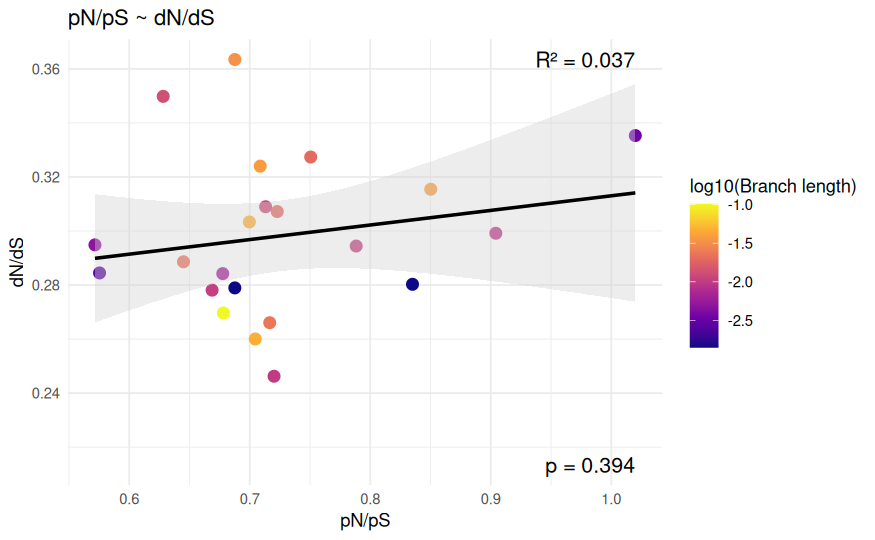 pN/pS ~ dN/dS
R² = 0.037
p = 0.394
0.36
0.32
0.28
0.24
dN/dS
0.6
0.7
0.8
0.9
1.0
pN/pS
log10(Branch length)
-1.0
-1.5
-2.0
-2.5